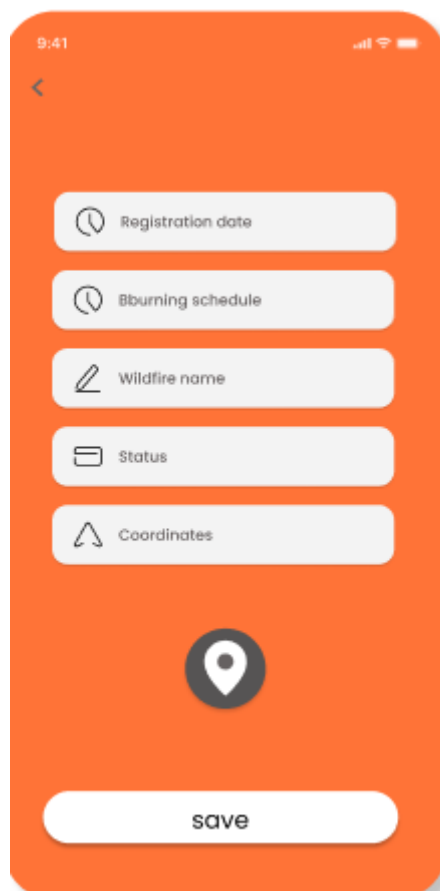 9:41
Registration date
Bburning schedule
Wildfire name
Status
Coordinates
save